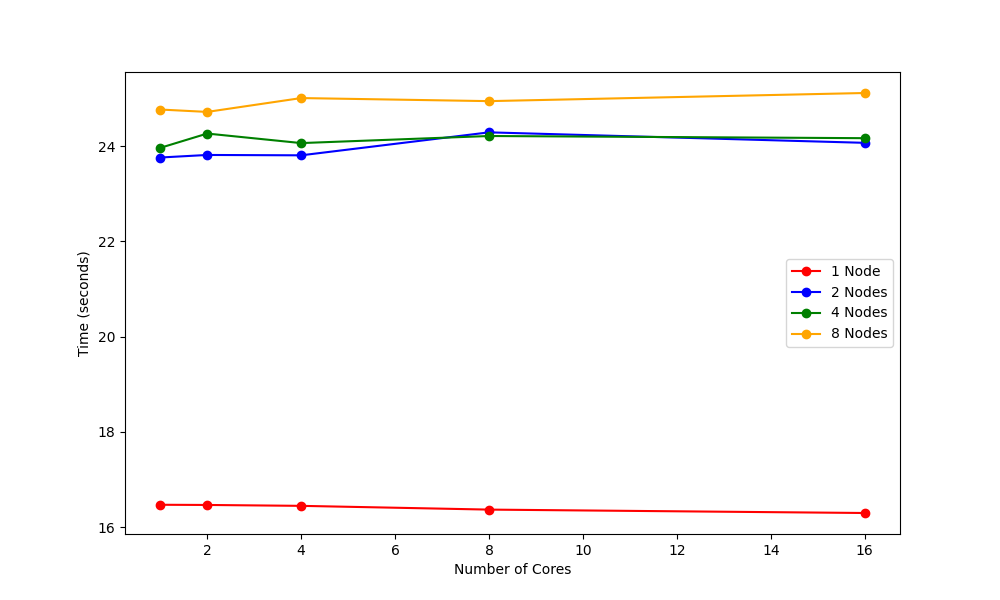 24
22
20
18
16
Time (seconds)
2 4 6 8 10 12 14 16
Number of Cores
1 Node
2 Nodes
4 Nodes
8 Nodes